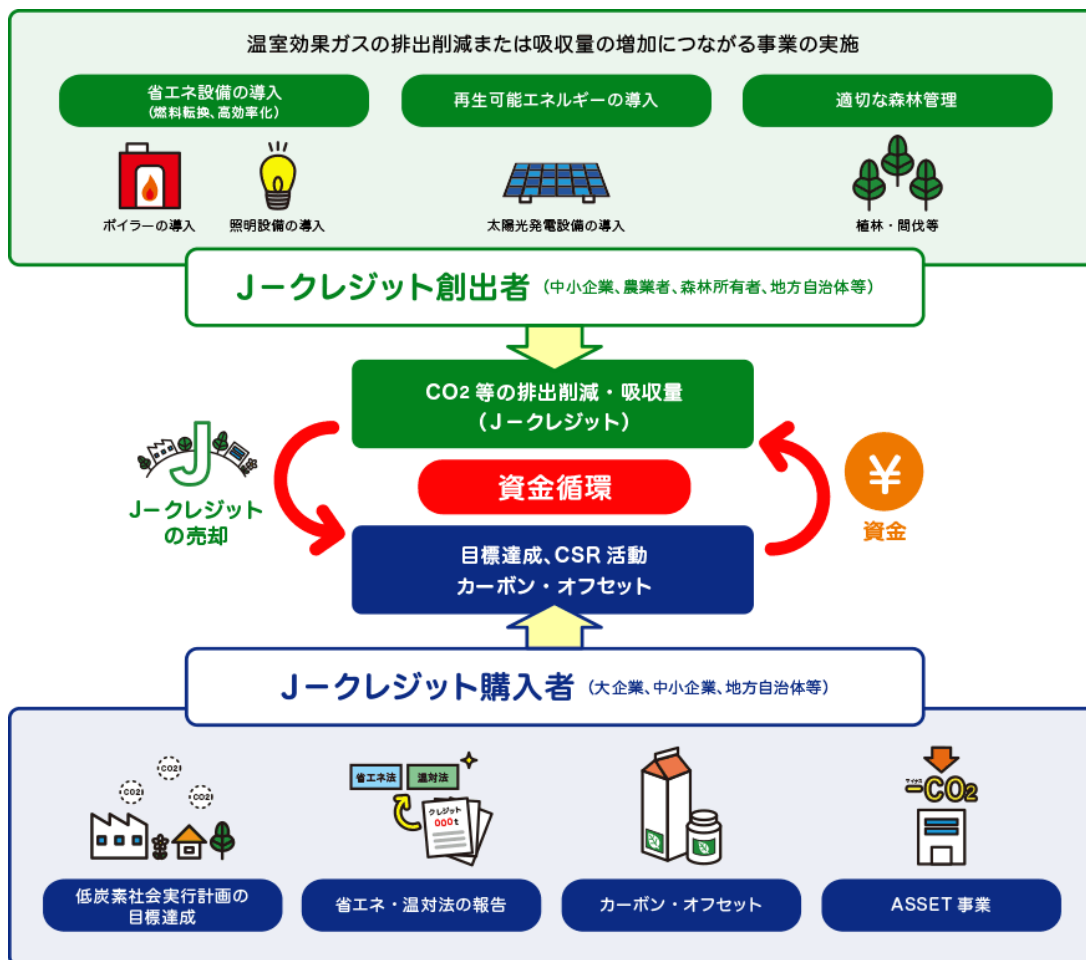 温室効果ガスの排出削減または吸収量の増加につながる事業の実施
省エネ設備の導入
（燃料転換、高効率化）
再生可能エネルギーの導入
適切な森林管理
ボイラーの導入
照明設備の導入
太陽光発電設備の導入
植林・間伐等
Jークレジット創出者（中小企業、農業者、森林所有者、地方自治体等）
CO2 等の排出削減・吸収量
（Jークレジット）
J
Jークレジット
の売却
資金循環
¥
資金
目標達成、CSR 活動
カーボン・オフセット
Jークレジット購入者（大企業、中小企業、地方自治体等）
CO2
CO2
CO2
省エネ法
温対法
クレジット
000t
マイナス
−CO2
低炭素社会実行計画の
目標達成
省エネ・温対法の報告
カーボン・オフセット
ASSET 事業